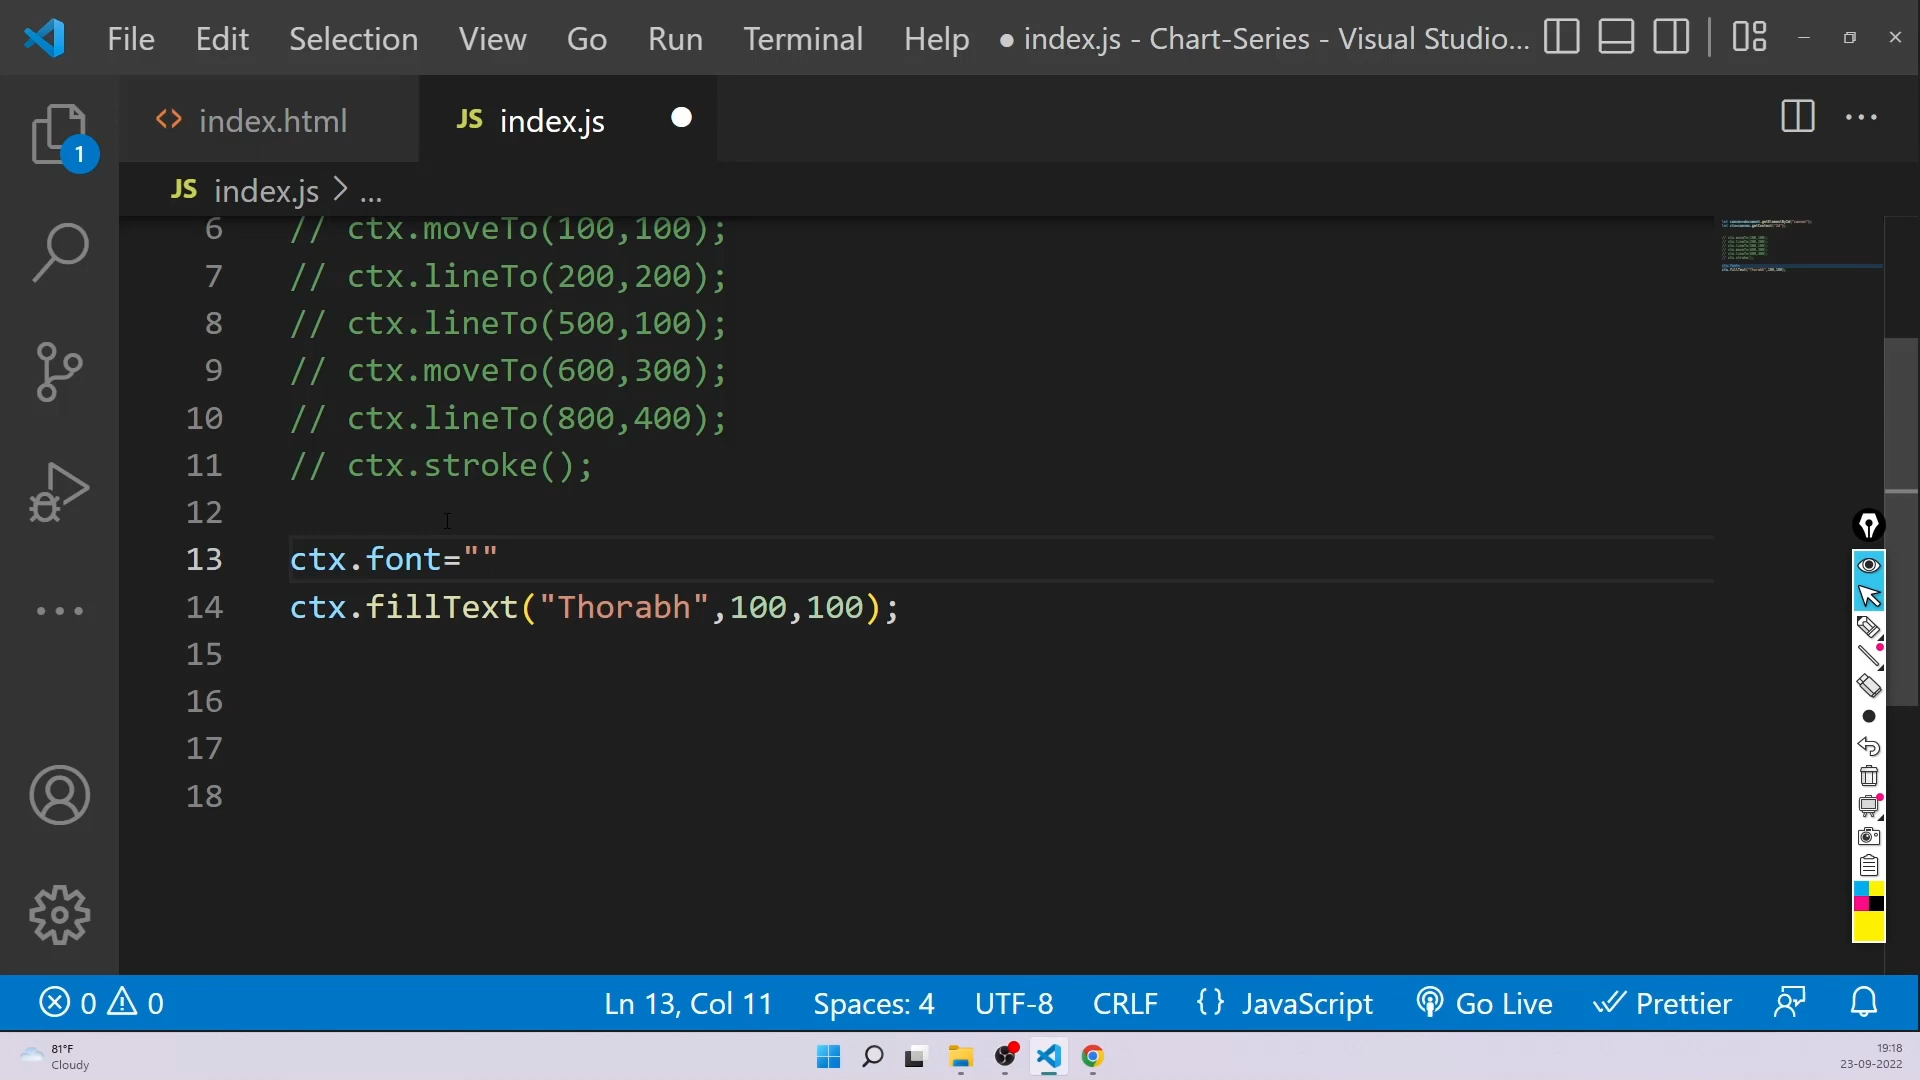 File Edit Selection View Go Run Terminal Help ● index.js - Chart-Series - Visual Studio...
index.html JS index.js
1
JS index.js > ...
6 // ctx.moveTo(100,100);
7 // ctx.lineTo(200,200);
8 // ctx.lineTo(500,100);
9 // ctx.moveTo(600,300);
10 // ctx.lineTo(800,400);
11 // ctx.stroke();
12
13 ctx.font=""
14 ctx.fillText("Thorabh",100,100);
15
16
17
18
0 0 Ln 13, Col 11 Spaces: 4 UTF-8 CRLF {} JavaScript Go Live Prettier
81°F
Cloudy
19:18
23-09-2022